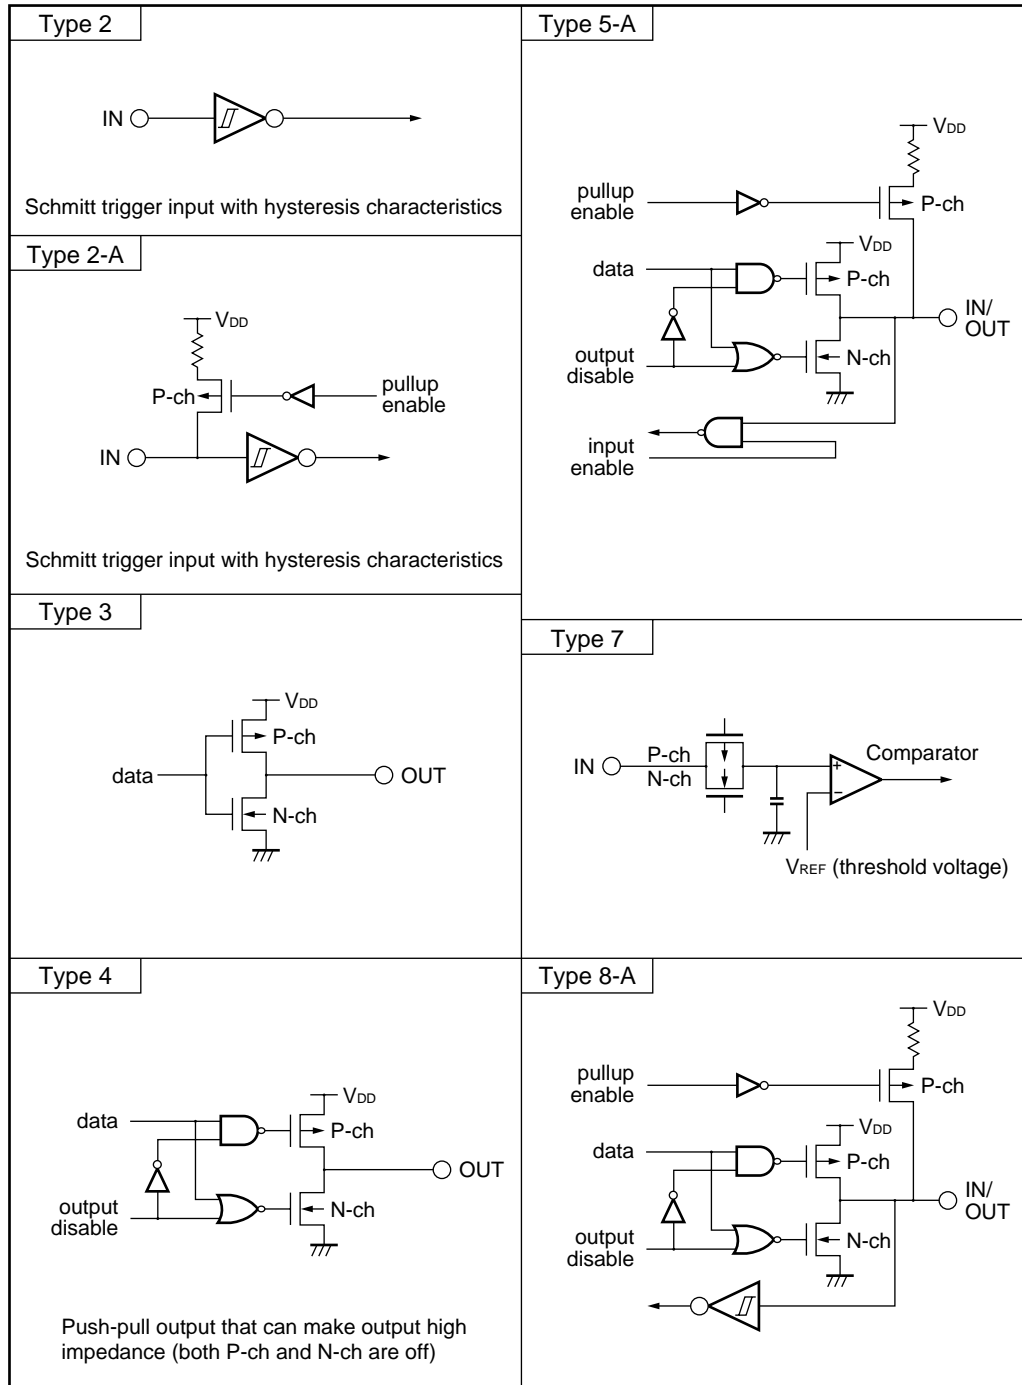 Type 2
IN
Schmitt trigger input with hysteresis characteristics
Type 2-A
VDD
P-ch
pullup
enable
IN
Schmitt trigger input with hysteresis characteristics
Type 3
VDD
P-ch
data
OUT
N-ch
Type 4
VDD
data
P-ch
OUT
output
disable
N-ch
Push-pull output that can make output high
impedance (both P-ch and N-ch are off)
Type 5-A
VDD
pullup
enable
P-ch
VDD
data
P-ch
IN/
OUT
output
disable
N-ch
input
enable
Type 7
P-ch
IN
N-ch
Comparator
+
−
VREF (threshold voltage)
Type 8-A
VDD
pullup
enable
P-ch
VDD
data
P-ch
IN/
OUT
output
disable
N-ch